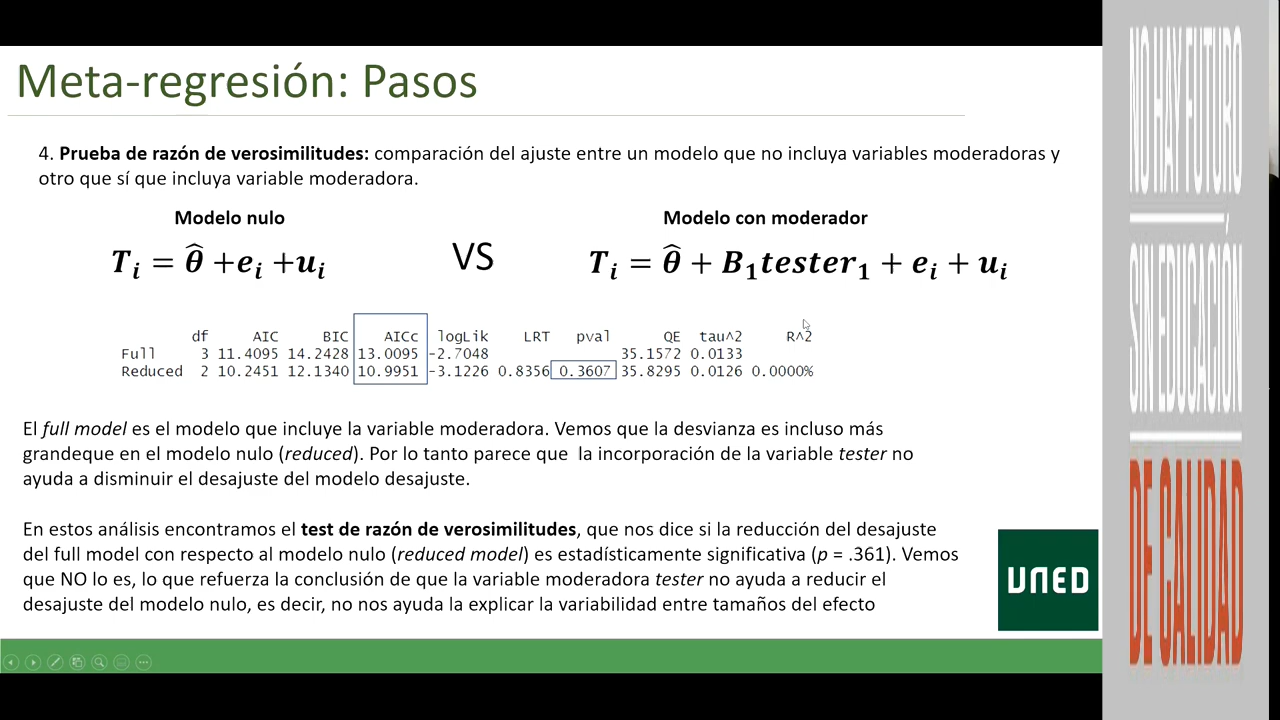 Meta-regresión: Pasos
4. Prueba de razón de verosimilitudes: comparación del ajuste entre un modelo que no incluya variables moderadoras y
otro que sí que incluya variable moderadora.
Modelo nulo
Modelo con moderador
T_i = θ̂ +e_i +u_i
VS
T_i = θ̂ + B_1tester_1 + e_i + u_i
df AIC BIC AICc logLik LRT pval QE tau^2 R^2
Full 3 11.4095 14.2428 13.0095 -2.7048 35.1572 0.0133
Reduced 2 10.2451 12.1340 10.9951 -3.1226 0.8356 0.3607 35.8295 0.0126 0.0000%
El full model es el modelo que incluye la variable moderadora. Vemos que la desvianza es incluso más
grandeque en el modelo nulo (reduced). Por lo tanto parece que la incorporación de la variable tester no
ayuda a disminuir el desajuste del modelo desajuste.
En estos análisis encontramos el test de razón de verosimilitudes, que nos dice si la reducción del desajuste
del full model con respecto al modelo nulo (reduced model) es estadísticamente significativa (p = .361). Vemos
que NO lo es, lo que refuerza la conclusión de que la variable moderadora tester no ayuda a reducir el
desajuste del modelo nulo, es decir, no nos ayuda la explicar la variabilidad entre tamaños del efecto
UNED
NO HAY FUTURO
SIN EDUCACIÓN
DE CALIDAD